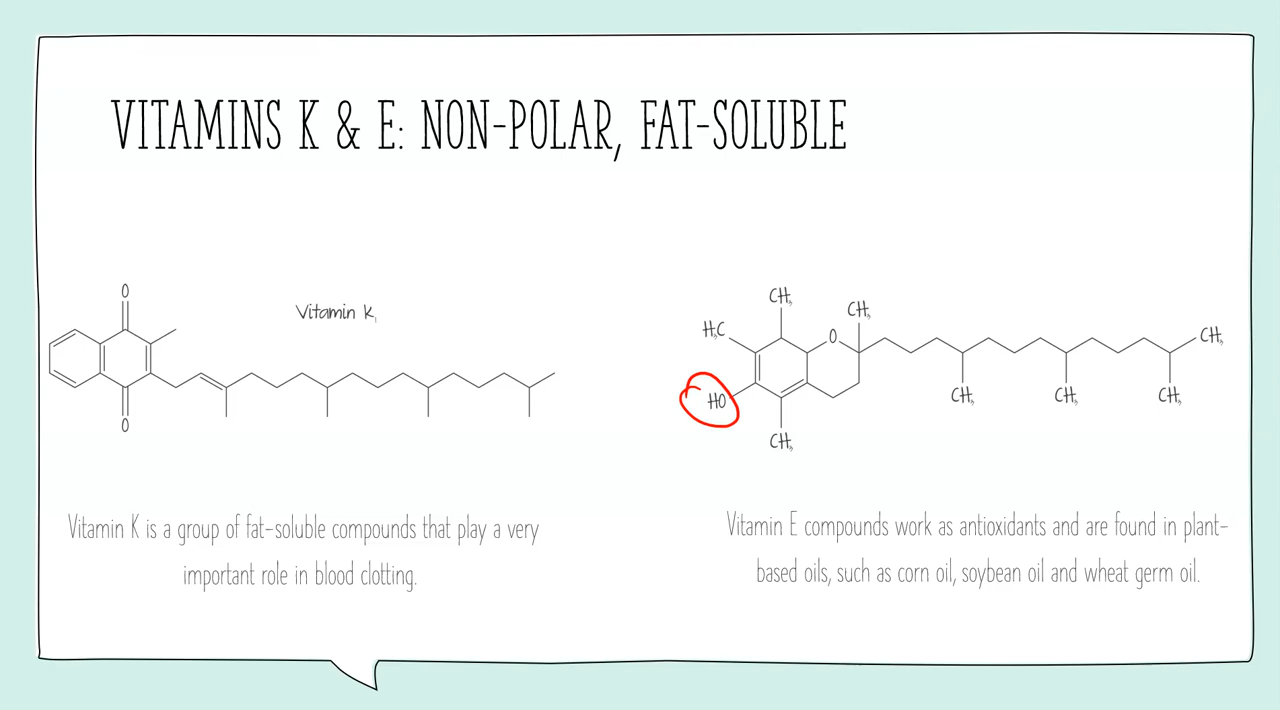 VITAMINS K & E: NON-POLAR, FAT-SOLUBLE
O
O
Vitamin K₁
CH₃
H₃C
O
CH₃
HO
CH₃
CH₃
CH₃
CH₃
CH₃
Vitamin K is a group of fat-soluble compounds that play a very
important role in blood clotting.
Vitamin E compounds work as antioxidants and are found in plant-
based oils, such as corn oil, soybean oil and wheat germ oil.